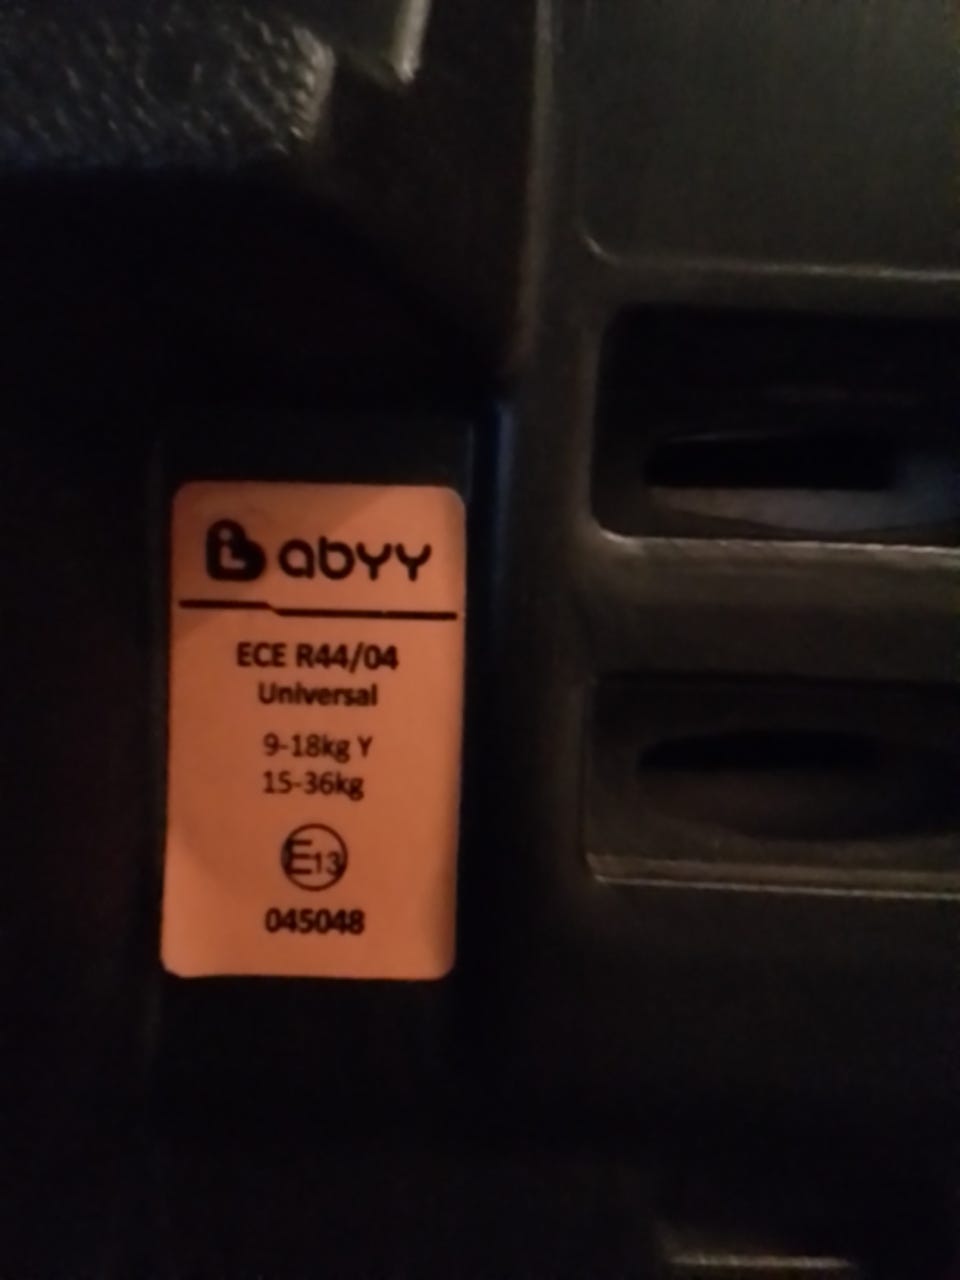 Babyy
ECE R44/04
Universal
9-18kg Y
15-36kg
E13
045048